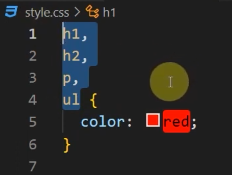 style.css > h1
1 h1,
2 h2,
3 p,
4 ul {
5 color: red;
6 }
7